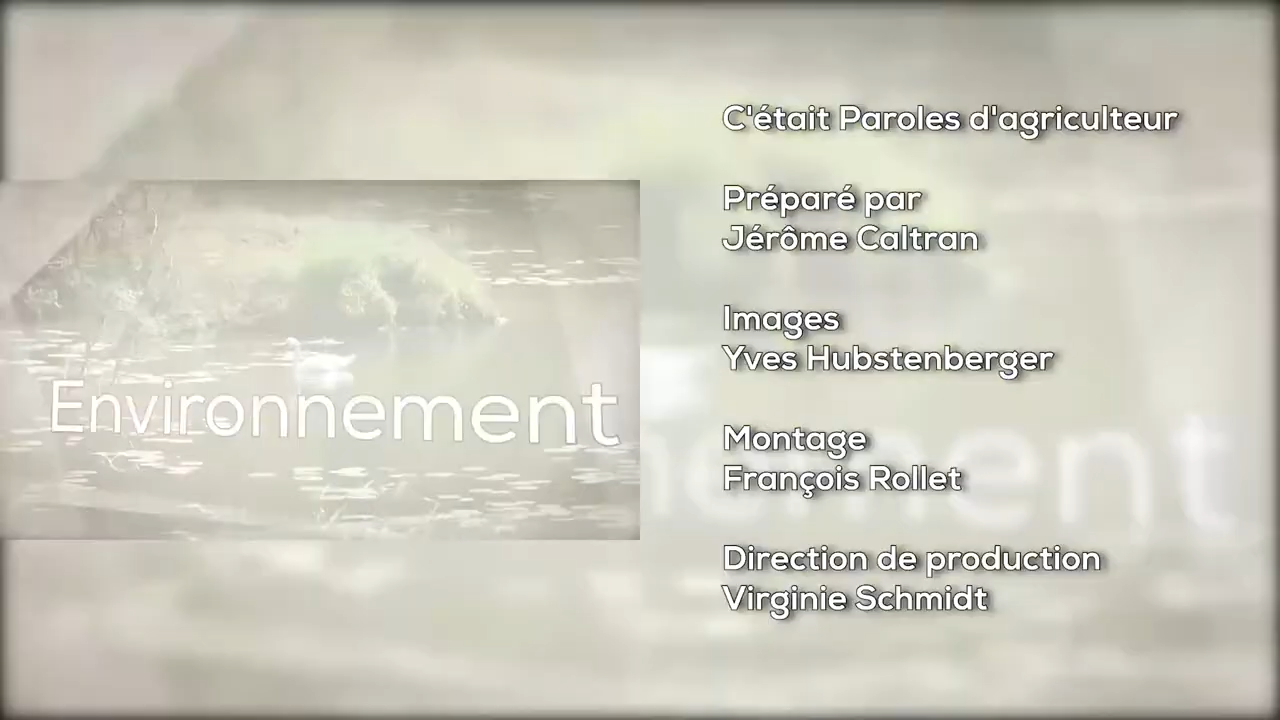 C'était Paroles d'agriculteur
Préparé par
Jérôme Caltran
Images
Yves Hubstenberger
Environnement
Montage
François Rollet
Direction de production
Virginie Schmidt